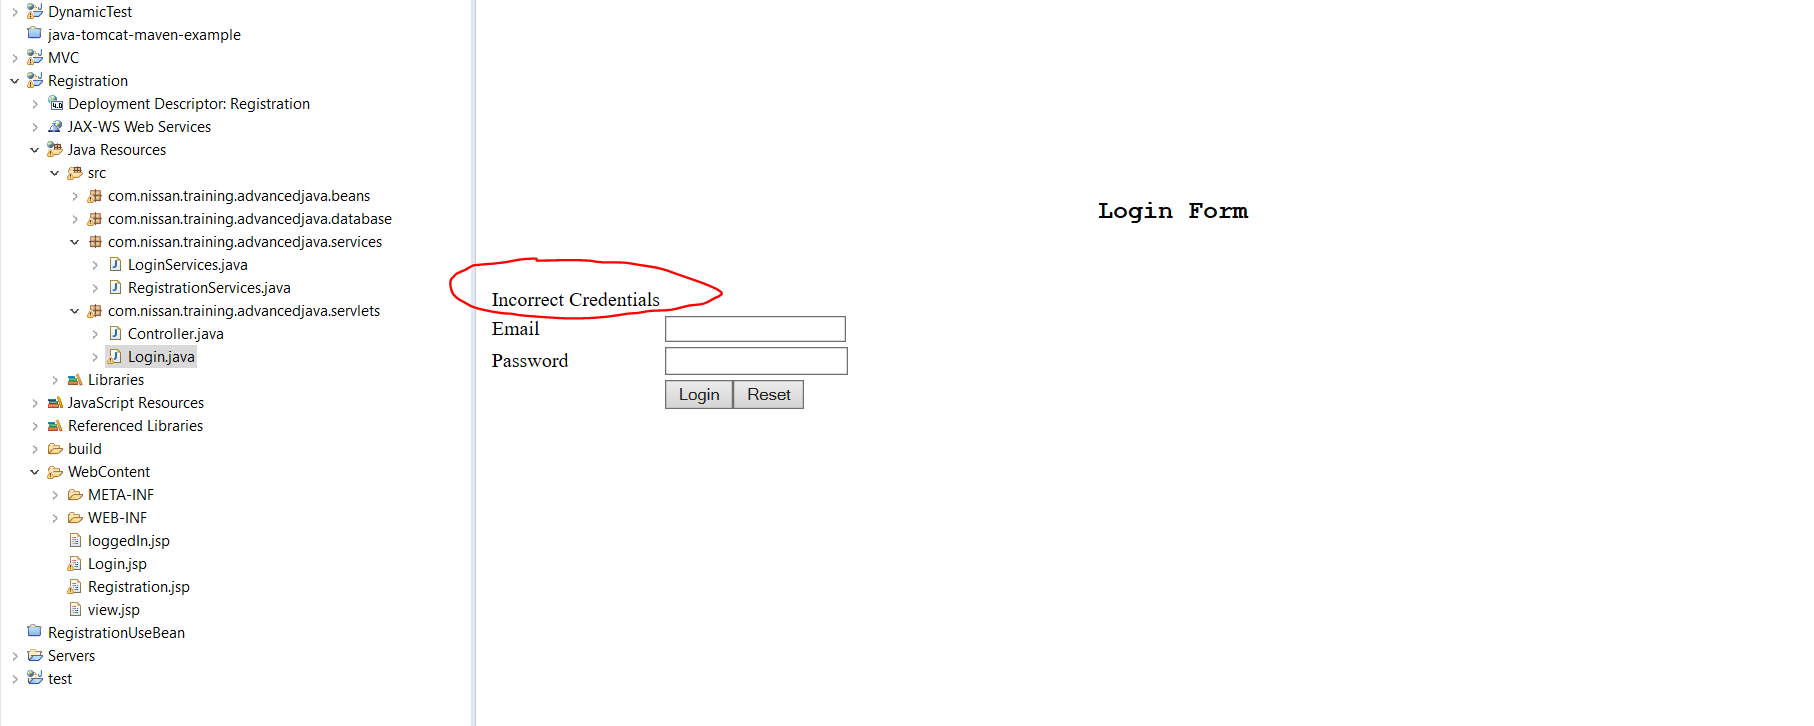 DynamicTest
java-tomcat-maven-example
MVC
Registration
Deployment Descriptor: Registration
4.0
JAX-WS Web Services
Java Resources
src
com.nissan.training.advancedjava.beans
com.nissan.training.advancedjava.database
com.nissan.training.advancedjava.services
LoginServices.java
RegistrationServices.java
com.nissan.training.advancedjava.servlets
Controller.java
Login.java
Libraries
JavaScript Resources
Referenced Libraries
build
WebContent
META-INF
WEB-INF
loggedIn.jsp
Login.jsp
Registration.jsp
view.jsp
RegistrationUseBean
Servers
test
Login Form
Incorrect Credentials
Email
Password
Login Reset